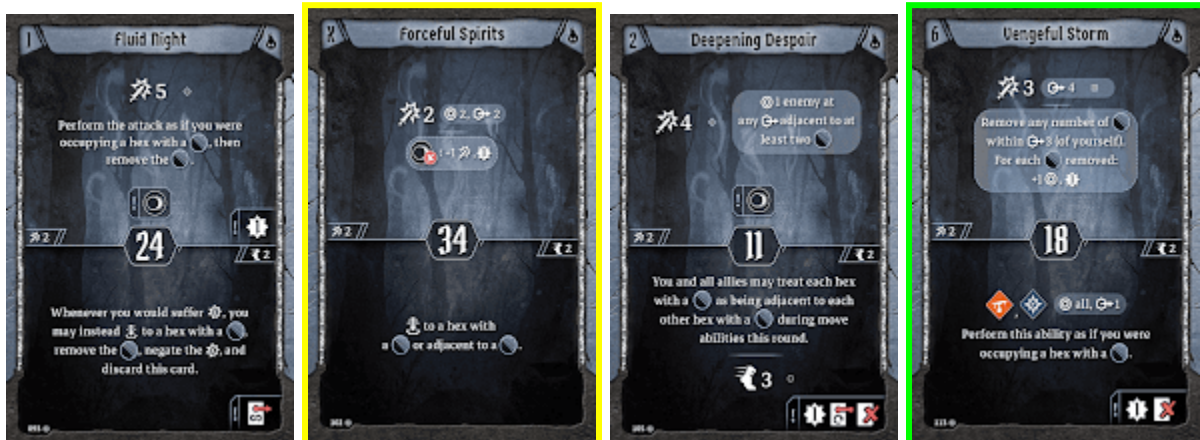 1
Fluid Night
5
Perform the attack as if you were
occupying a hex with a , then
remove the .
2
24
2
Whenever you would suffer , you
may instead to a hex with a ,
remove the , negate the , and
discard this card.
X
Forceful Spirits
2
2, 2
: +1 ,
2
34
2
to a hex with
a or adjacent to a .
2
Deepening Despair
4
1 enemy at
any adjacent to at
least two
2
11
2
You and all allies may treat each hex
with a as being adjacent to each
other hex with a during move
abilities this round.
3
6
Vengeful Storm
3
4
Remove any number of
within 3 (of yourself).
For each removed:
+1 ,
2
18
2
all, 1
Perform this ability as if you were
occupying a hex with a .